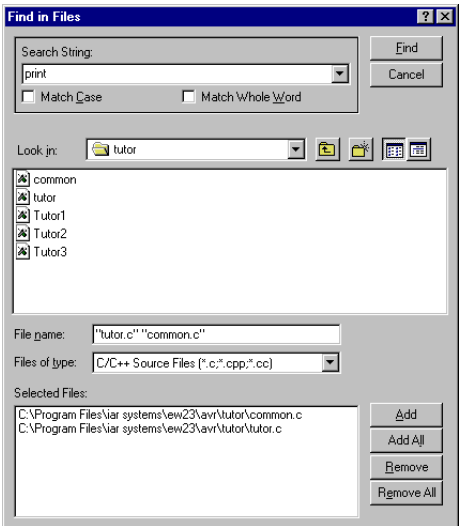 Find in Files
Search String:
Find
print
Cancel
Match Case
Match Whole Word
Look in:
tutor
common
tutor
Tutor1
Tutor2
Tutor3
File name:
"tutor.c" "common.c"
Files of type:
C/C++ Source Files (*.c;*.cpp;*.cc)
Selected Files:
C:\Program Files\iar systems\ew23\avr\tutor\common.c
C:\Program Files\iar systems\ew23\avr\tutor\tutor.c
Add
Add All
Remove
Remove All